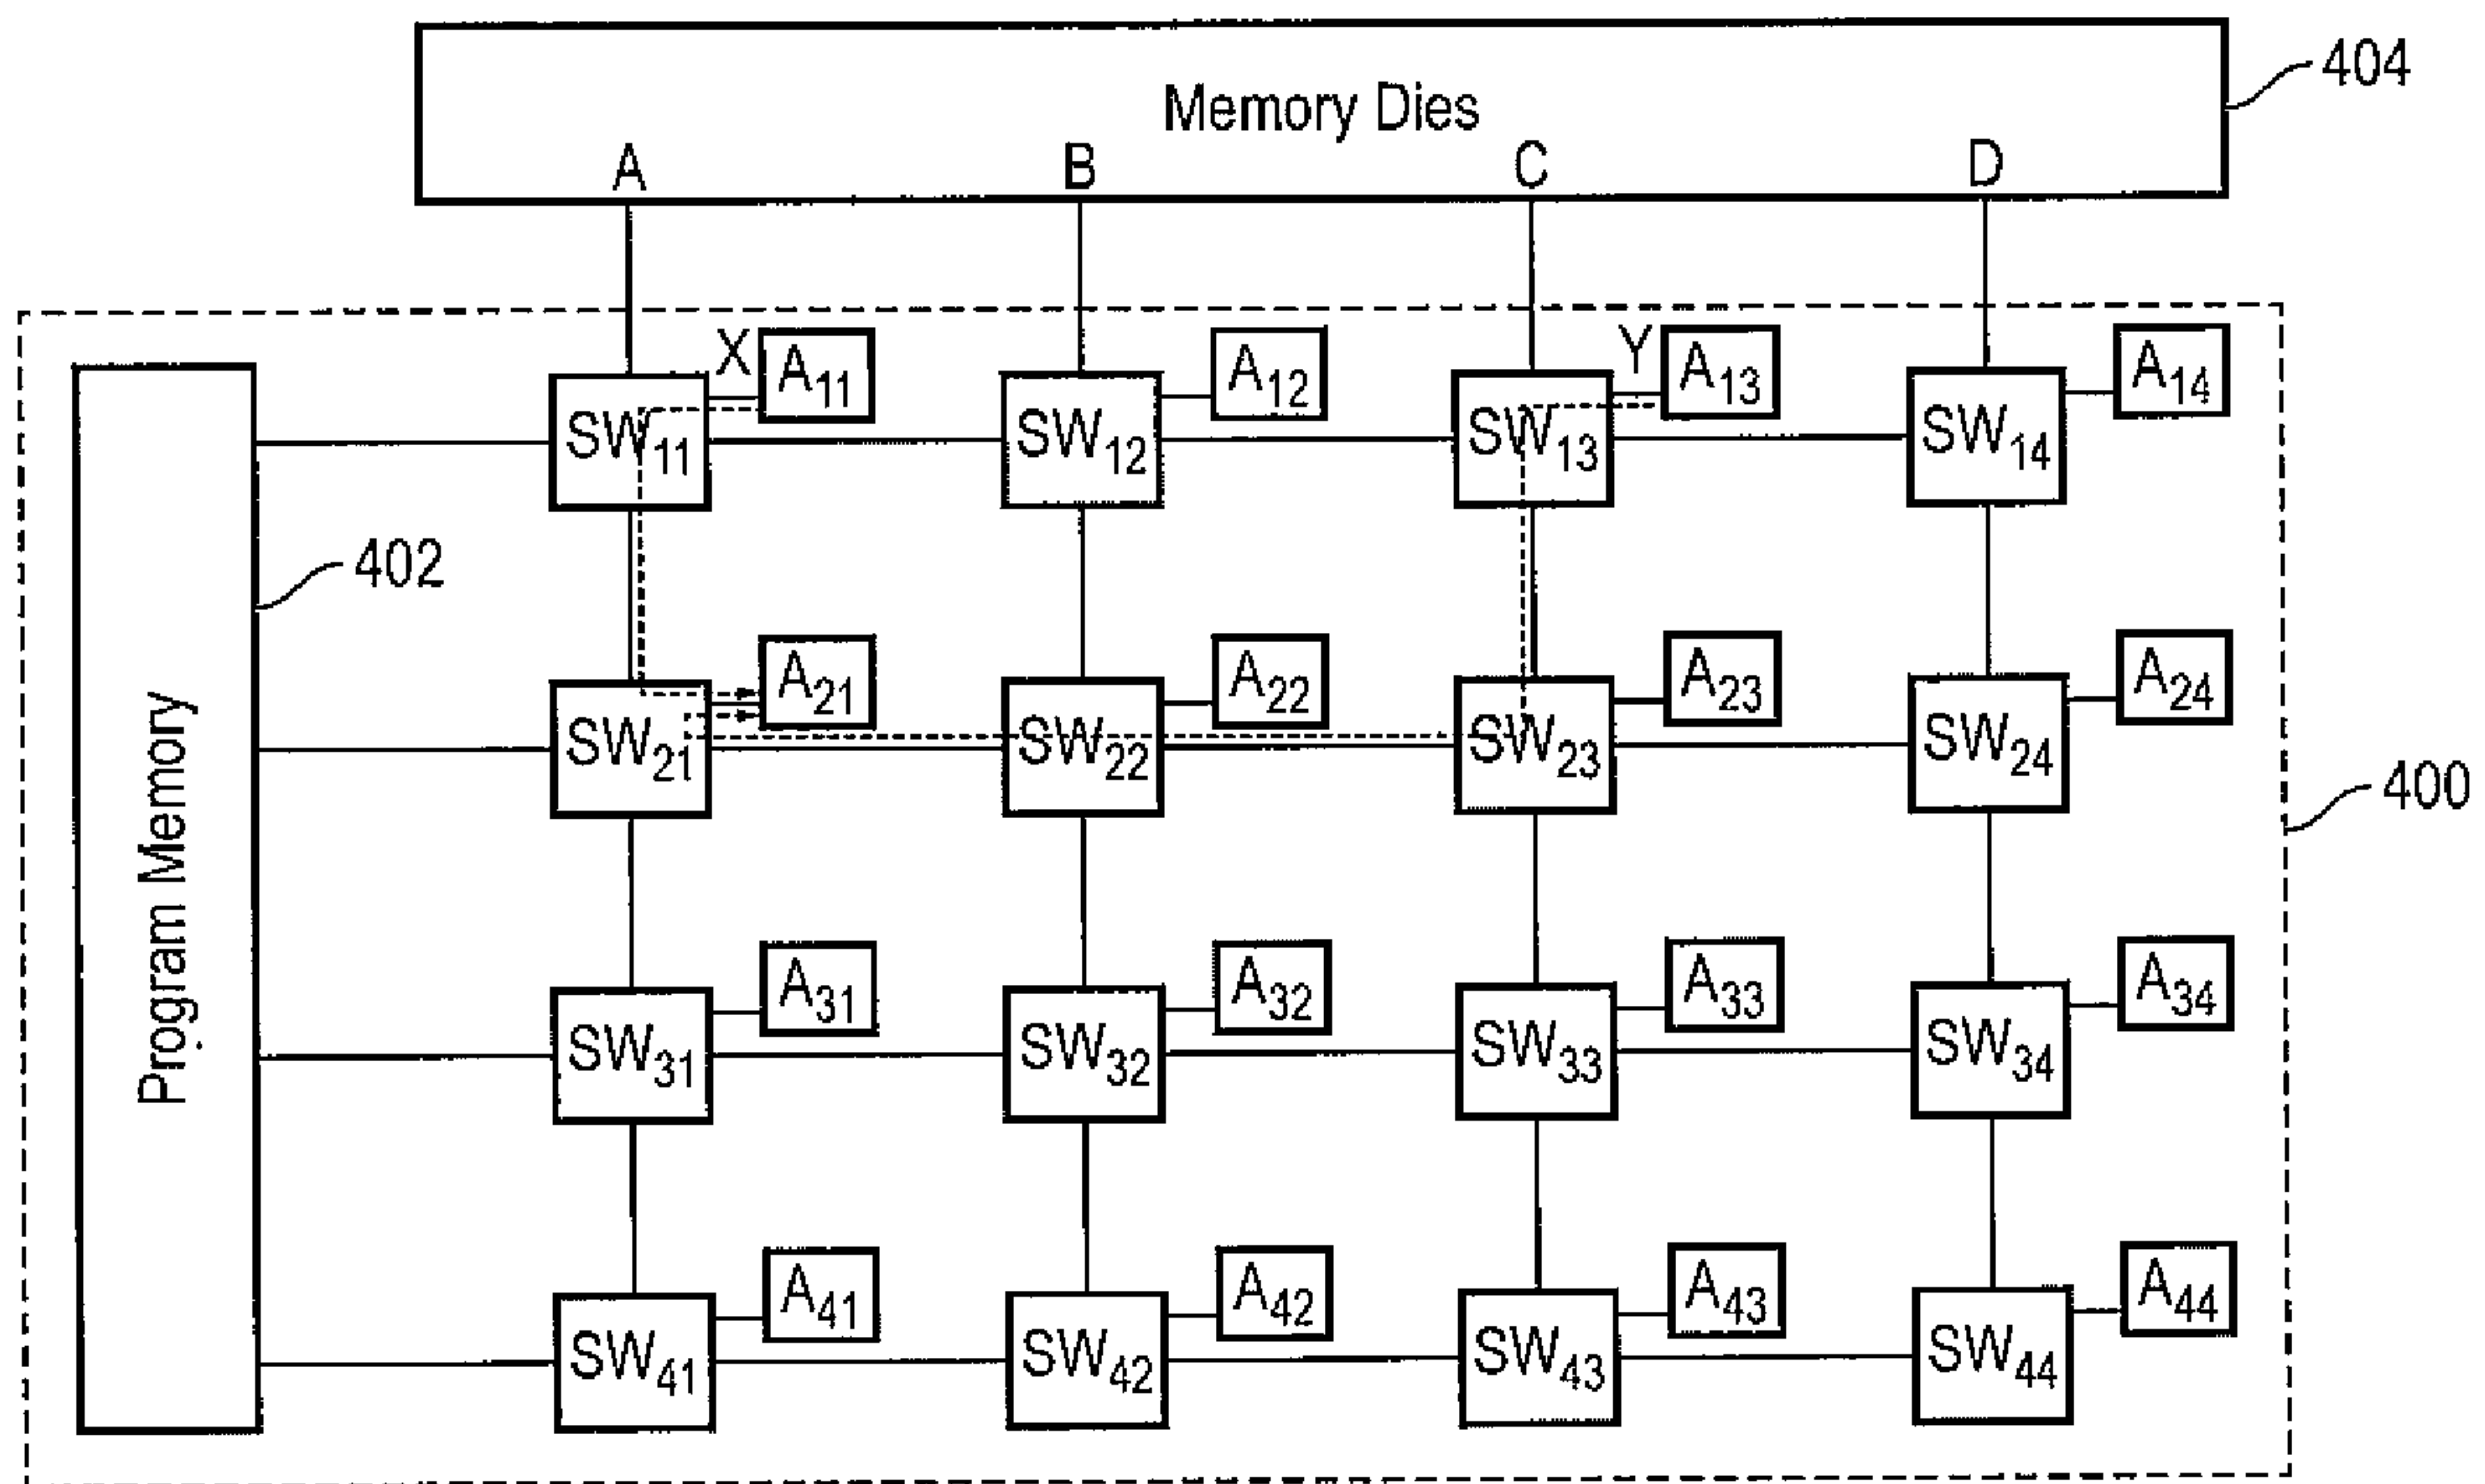 Memory Dies
404
A B C D
X A₁₁ A₁₂ Y A₁₃ A₁₄
SW₁₁ SW₁₂ SW₁₃ SW₁₄
402
A₂₁ A₂₂ A₂₃ A₂₄
SW₂₁ SW₂₂ SW₂₃ SW₂₄
400
Program Memory
A₃₁ A₃₂ A₃₃ A₃₄
SW₃₁ SW₃₂ SW₃₃ SW₃₄
A₄₁ A₄₂ A₄₃ A₄₄
SW₄₁ SW₄₂ SW₄₃ SW₄₄